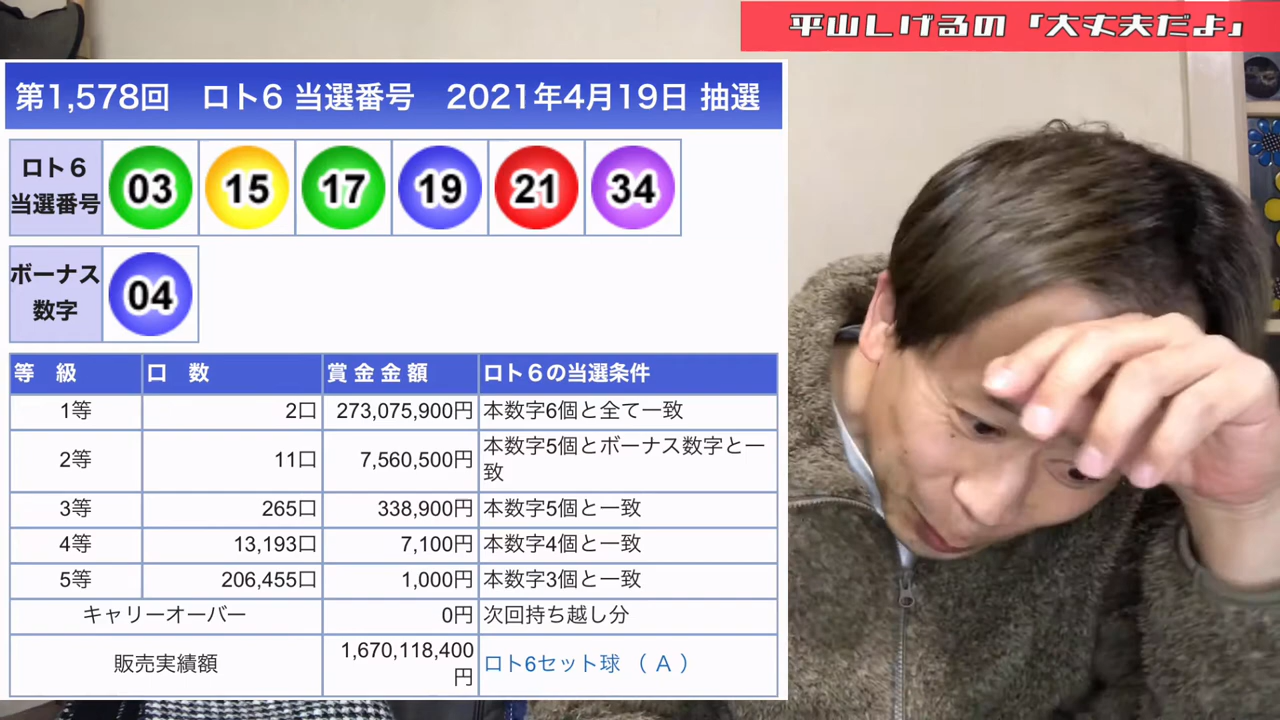 平山しげるの「大丈夫だよ」
第1,578回 ロト6 当選番号 2021年4月19日 抽選
ロト6
当選番号
03 15 17 19 21 34
ボーナス
数字
04
等 級 口 数 賞金金額 ロト6の当選条件
1等 2口 273,075,900円 本数字6個と全て一致
2等 11口 7,560,500円 本数字5個とボーナス数字と一
致
3等 265口 338,900円 本数字5個と一致
4等 13,193口 7,100円 本数字4個と一致
5等 206,455口 1,000円 本数字3個と一致
キャリーオーバー 0円 次回持ち越し分
販売実績額 1,670,118,400
円 ロト6セット球 ( A )